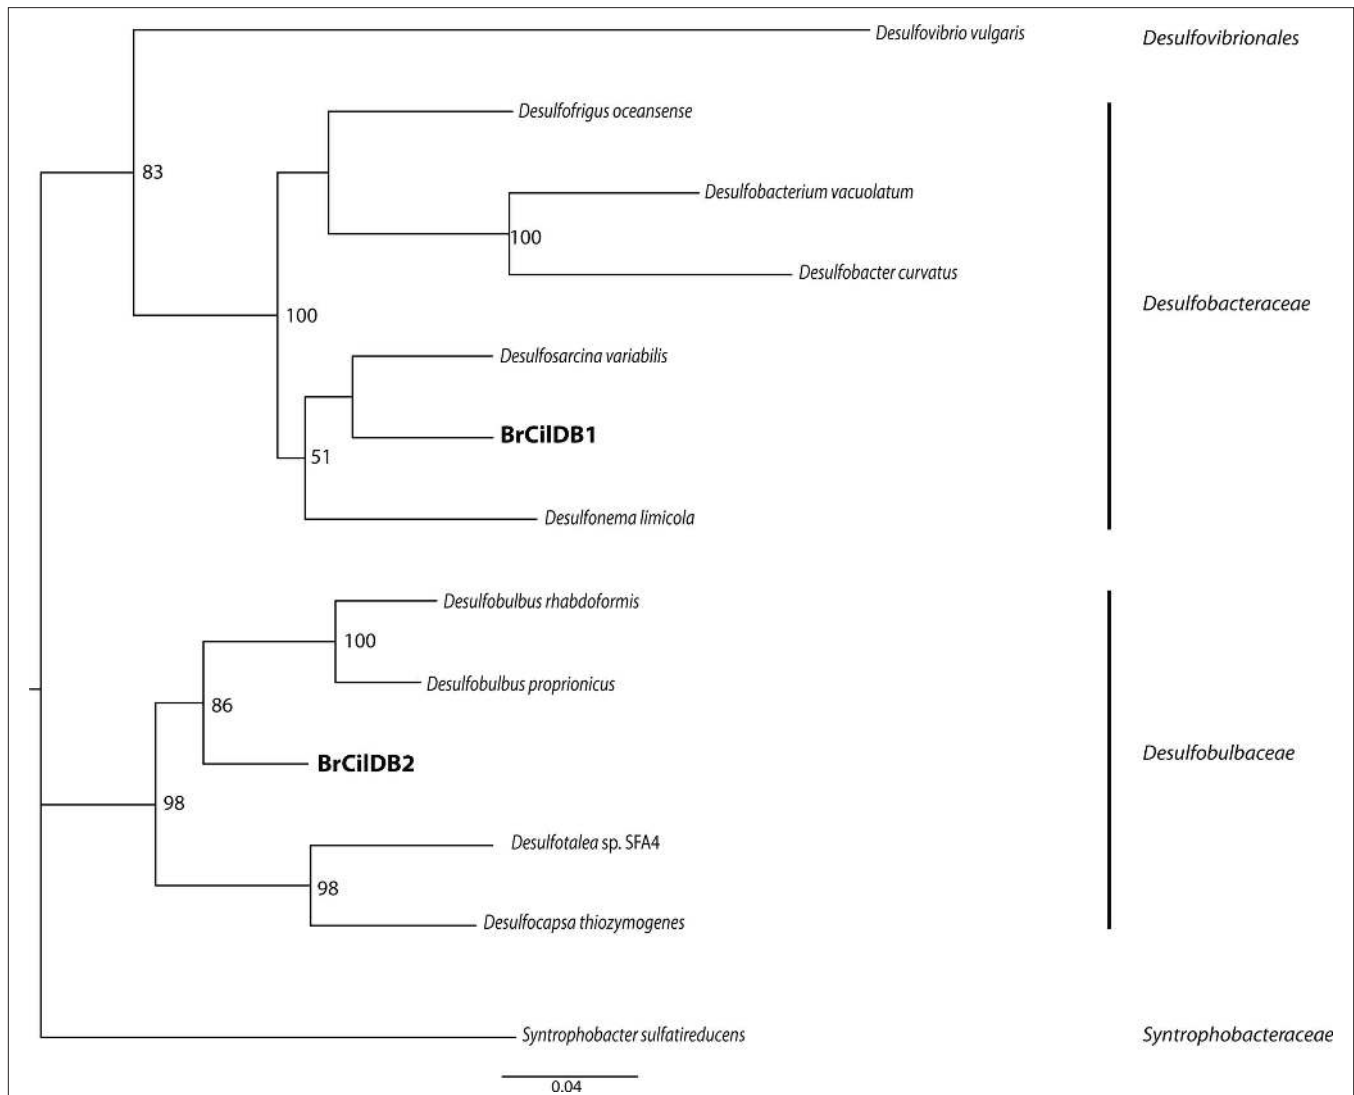 Desulfovibrio vulgaris
Desulfovibrionales
Desulfofrigus oceansense
83
Desulfobacterium vacuolatum
100
Desulfobacter curvatus
Desulfobacteraceae
100
Desulfosarcina variabilis
BrCilDB1
51
Desulfonema limicola
Desulfobulbus rhabdoformis
100
Desulfobulbus proprionicus
86
Desulfobulbaceae
BrCilDB2
98
Desulfotalea sp. SFA4
98
Desulfocapsa thiozymogenes
Syntrophobacter sulfatireducens
Syntrophobacteraceae
0.04